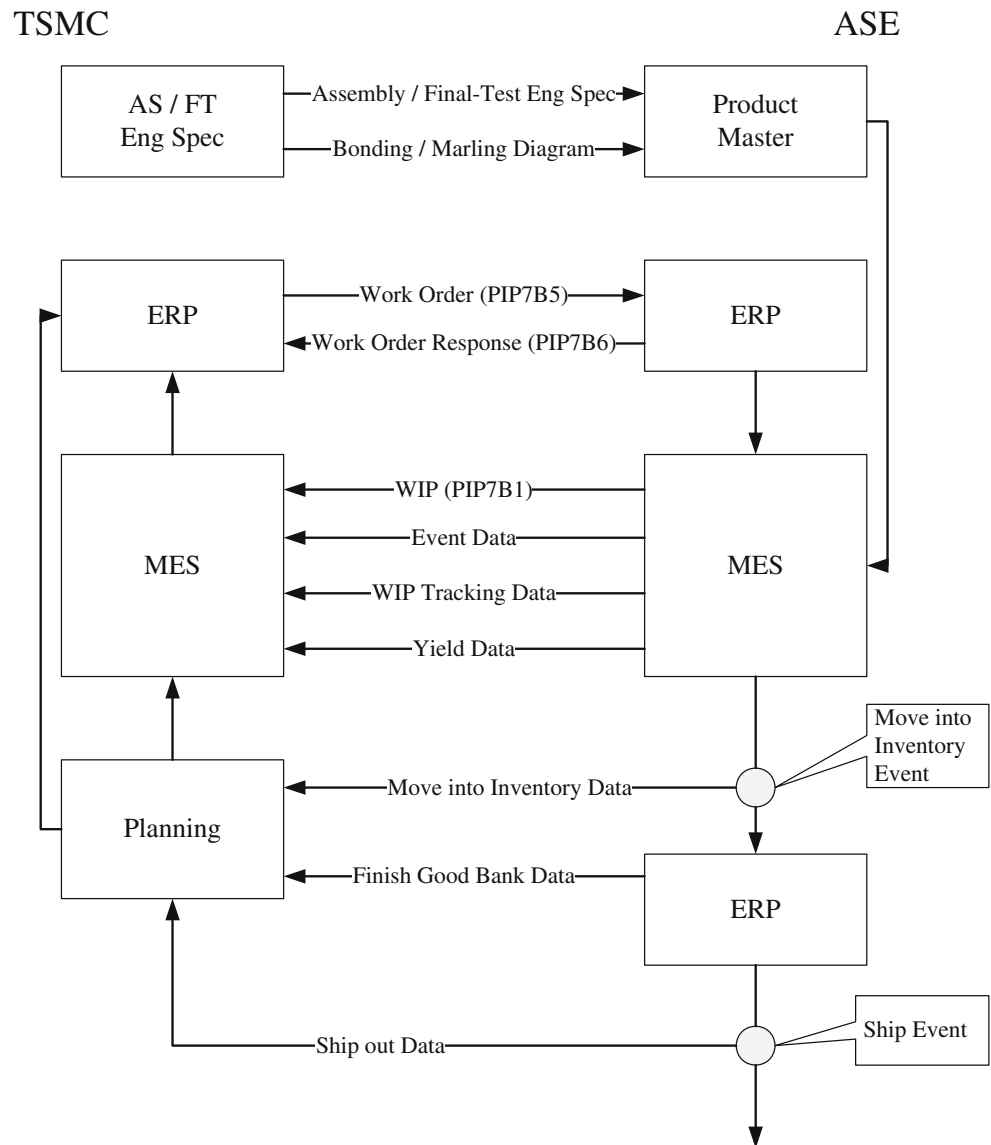 TSMC
ASE
AS / FT
Eng Spec
Assembly / Final-Test Eng Spec
Bonding / Marling Diagram
Product
Master
ERP
Work Order (PIP7B5)
Work Order Response (PIP7B6)
ERP
MES
WIP (PIP7B1)
Event Data
WIP Tracking Data
Yield Data
MES
Move into
Inventory
Event
Planning
Move into Inventory Data
Finish Good Bank Data
ERP
Ship out Data
Ship Event